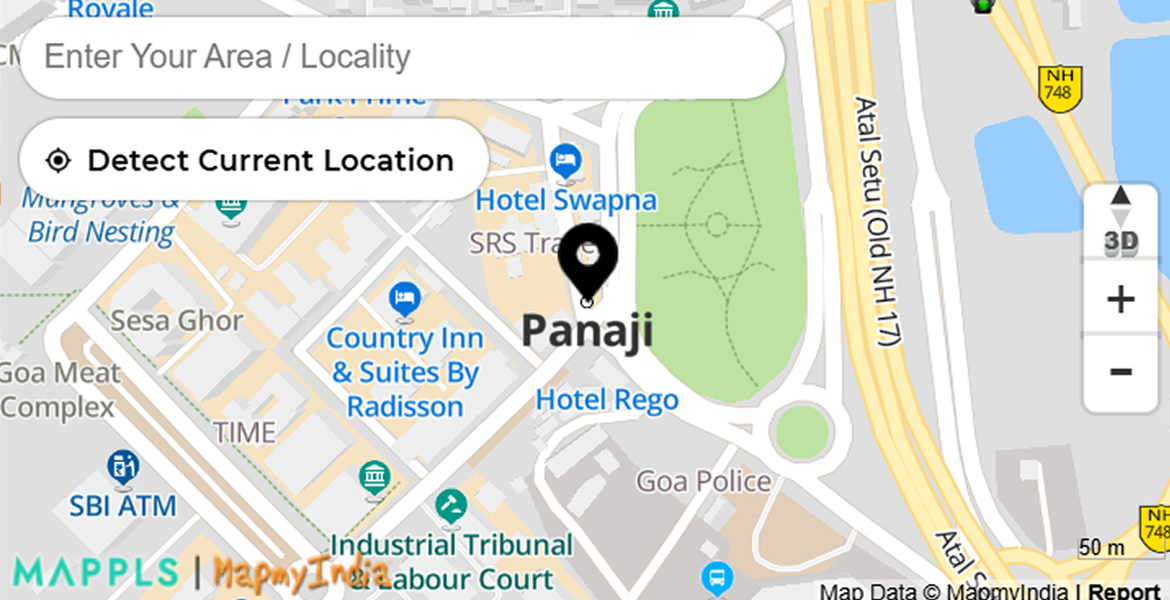 Royale
Enter Your Area / Locality
Park Prime
NH
748
Detect Current Location
Mangroves &
Bird Nesting
Hotel Swapna
SRS
Atal Setu (Old NH 17)
3D
+
Sesa Ghor
Panaji
Country Inn
& Suites By
Radisson
Goa Meat
Complex
Hotel Rego
TIME
SBI ATM
Goa Police
NH
748
Industrial Tribunal
& Labour Court
Atal
50 m
MAPPLS | MapmyIndia
Map Data © MapmyIndia | Report